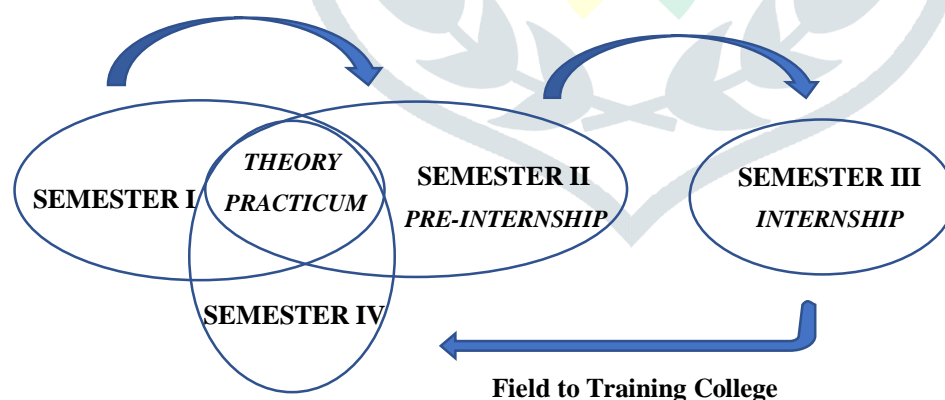 THEORY
PRACTICUM
SEMESTER I
SEMESTER II
PRE-INTERNSHIP
SEMESTER III
INTERNSHIP
SEMESTER IV
Field to Training College